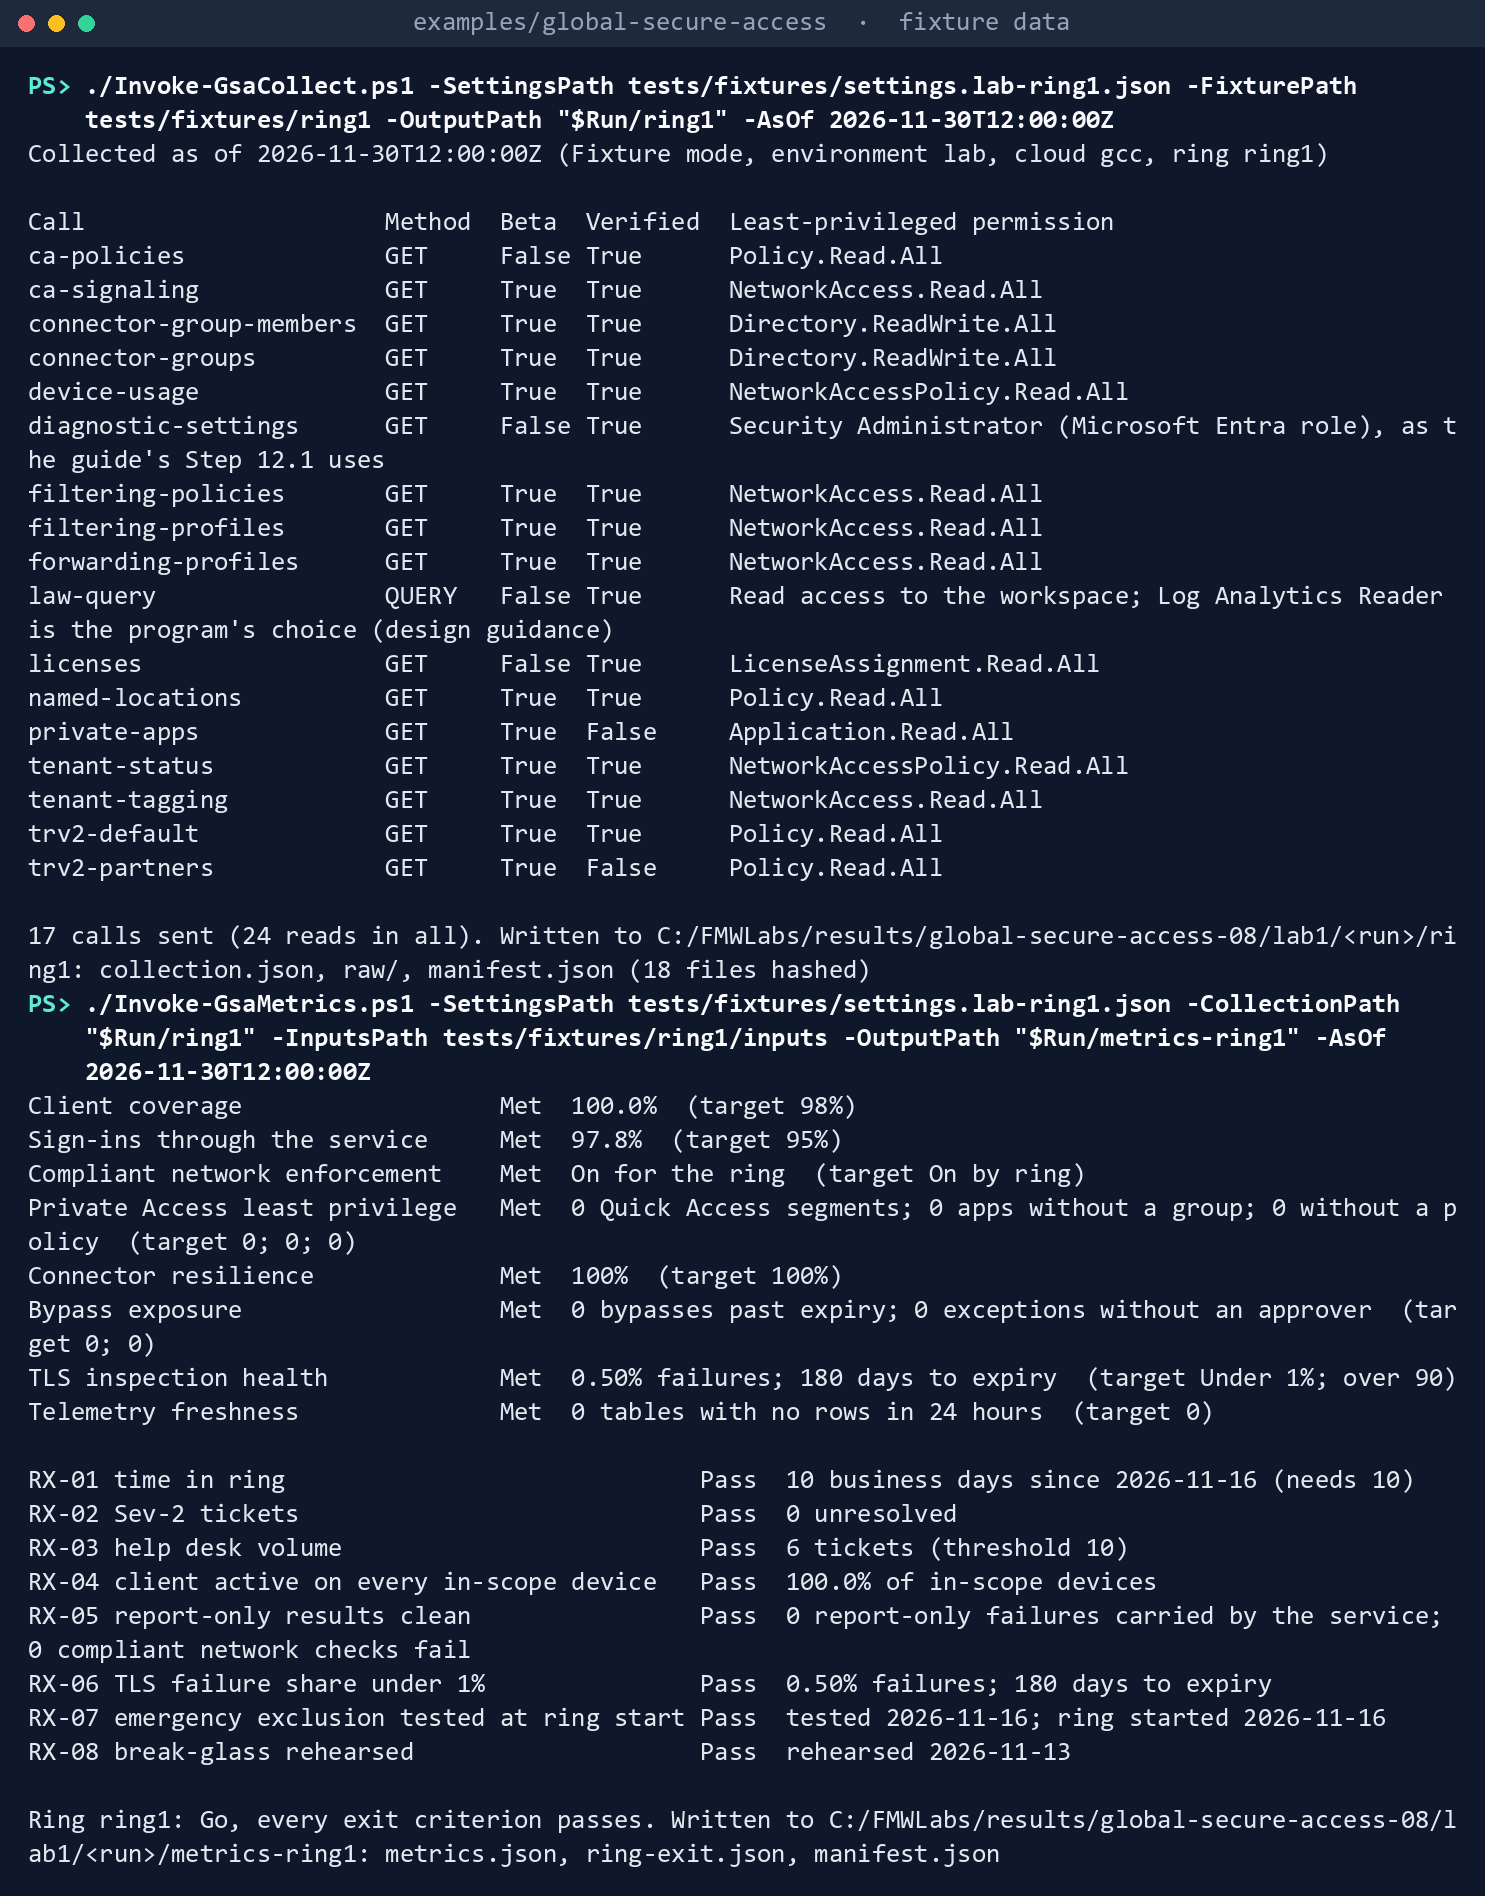 examples/global-secure-access  ·  fixture data
PS> ./Invoke-GsaCollect.ps1 -SettingsPath tests/fixtures/settings.lab-ring1.json -FixturePath
    tests/fixtures/ring1 -OutputPath "$Run/ring1" -AsOf 2026-11-30T12:00:00Z
Collected as of 2026-11-30T12:00:00Z (Fixture mode, environment lab, cloud gcc, ring ring1)

Call                     Method  Beta  Verified  Least-privileged permission
ca-policies              GET     False True      Policy.Read.All
ca-signaling             GET     True  True      NetworkAccess.Read.All
connector-group-members  GET     True  True      Directory.ReadWrite.All
connector-groups         GET     True  True      Directory.ReadWrite.All
device-usage             GET     True  True      NetworkAccessPolicy.Read.All
diagnostic-settings      GET     False True      Security Administrator (Microsoft Entra role), as t
he guide's Step 12.1 uses
filtering-policies       GET     True  True      NetworkAccess.Read.All
filtering-profiles       GET     True  True      NetworkAccess.Read.All
forwarding-profiles      GET     True  True      NetworkAccess.Read.All
law-query                QUERY   False True      Read access to the workspace; Log Analytics Reader
is the program's choice (design guidance)
licenses                 GET     False True      LicenseAssignment.Read.All
named-locations          GET     True  True      Policy.Read.All
private-apps             GET     True  False     Application.Read.All
tenant-status            GET     True  True      NetworkAccessPolicy.Read.All
tenant-tagging           GET     True  True      NetworkAccess.Read.All
trv2-default             GET     True  True      Policy.Read.All
trv2-partners            GET     True  False     Policy.Read.All

17 calls sent (24 reads in all). Written to C:/FMWLabs/results/global-secure-access-08/lab1/<run>/ri
ng1: collection.json, raw/, manifest.json (18 files hashed)
PS> ./Invoke-GsaMetrics.ps1 -SettingsPath tests/fixtures/settings.lab-ring1.json -CollectionPath
    "$Run/ring1" -InputsPath tests/fixtures/ring1/inputs -OutputPath "$Run/metrics-ring1" -AsOf
    2026-11-30T12:00:00Z
Client coverage                  Met  100.0%  (target 98%)
Sign-ins through the service     Met  97.8%  (target 95%)
Compliant network enforcement    Met  On for the ring  (target On by ring)
Private Access least privilege   Met  0 Quick Access segments; 0 apps without a group; 0 without a p
olicy  (target 0; 0; 0)
Connector resilience             Met  100%  (target 100%)
Bypass exposure                  Met  0 bypasses past expiry; 0 exceptions without an approver  (tar
get 0; 0)
TLS inspection health            Met  0.50% failures; 180 days to expiry  (target Under 1%; over 90)
Telemetry freshness              Met  0 tables with no rows in 24 hours  (target 0)

RX-01 time in ring                             Pass  10 business days since 2026-11-16 (needs 10)
RX-02 Sev-2 tickets                            Pass  0 unresolved
RX-03 help desk volume                         Pass  6 tickets (threshold 10)
RX-04 client active on every in-scope device   Pass  100.0% of in-scope devices
RX-05 report-only results clean                Pass  0 report-only failures carried by the service;
0 compliant network checks fail
RX-06 TLS failure share under 1%               Pass  0.50% failures; 180 days to expiry
RX-07 emergency exclusion tested at ring start Pass  tested 2026-11-16; ring started 2026-11-16
RX-08 break-glass rehearsed                    Pass  rehearsed 2026-11-13

Ring ring1: Go, every exit criterion passes. Written to C:/FMWLabs/results/global-secure-access-08/l
ab1/<run>/metrics-ring1: metrics.json, ring-exit.json, manifest.json